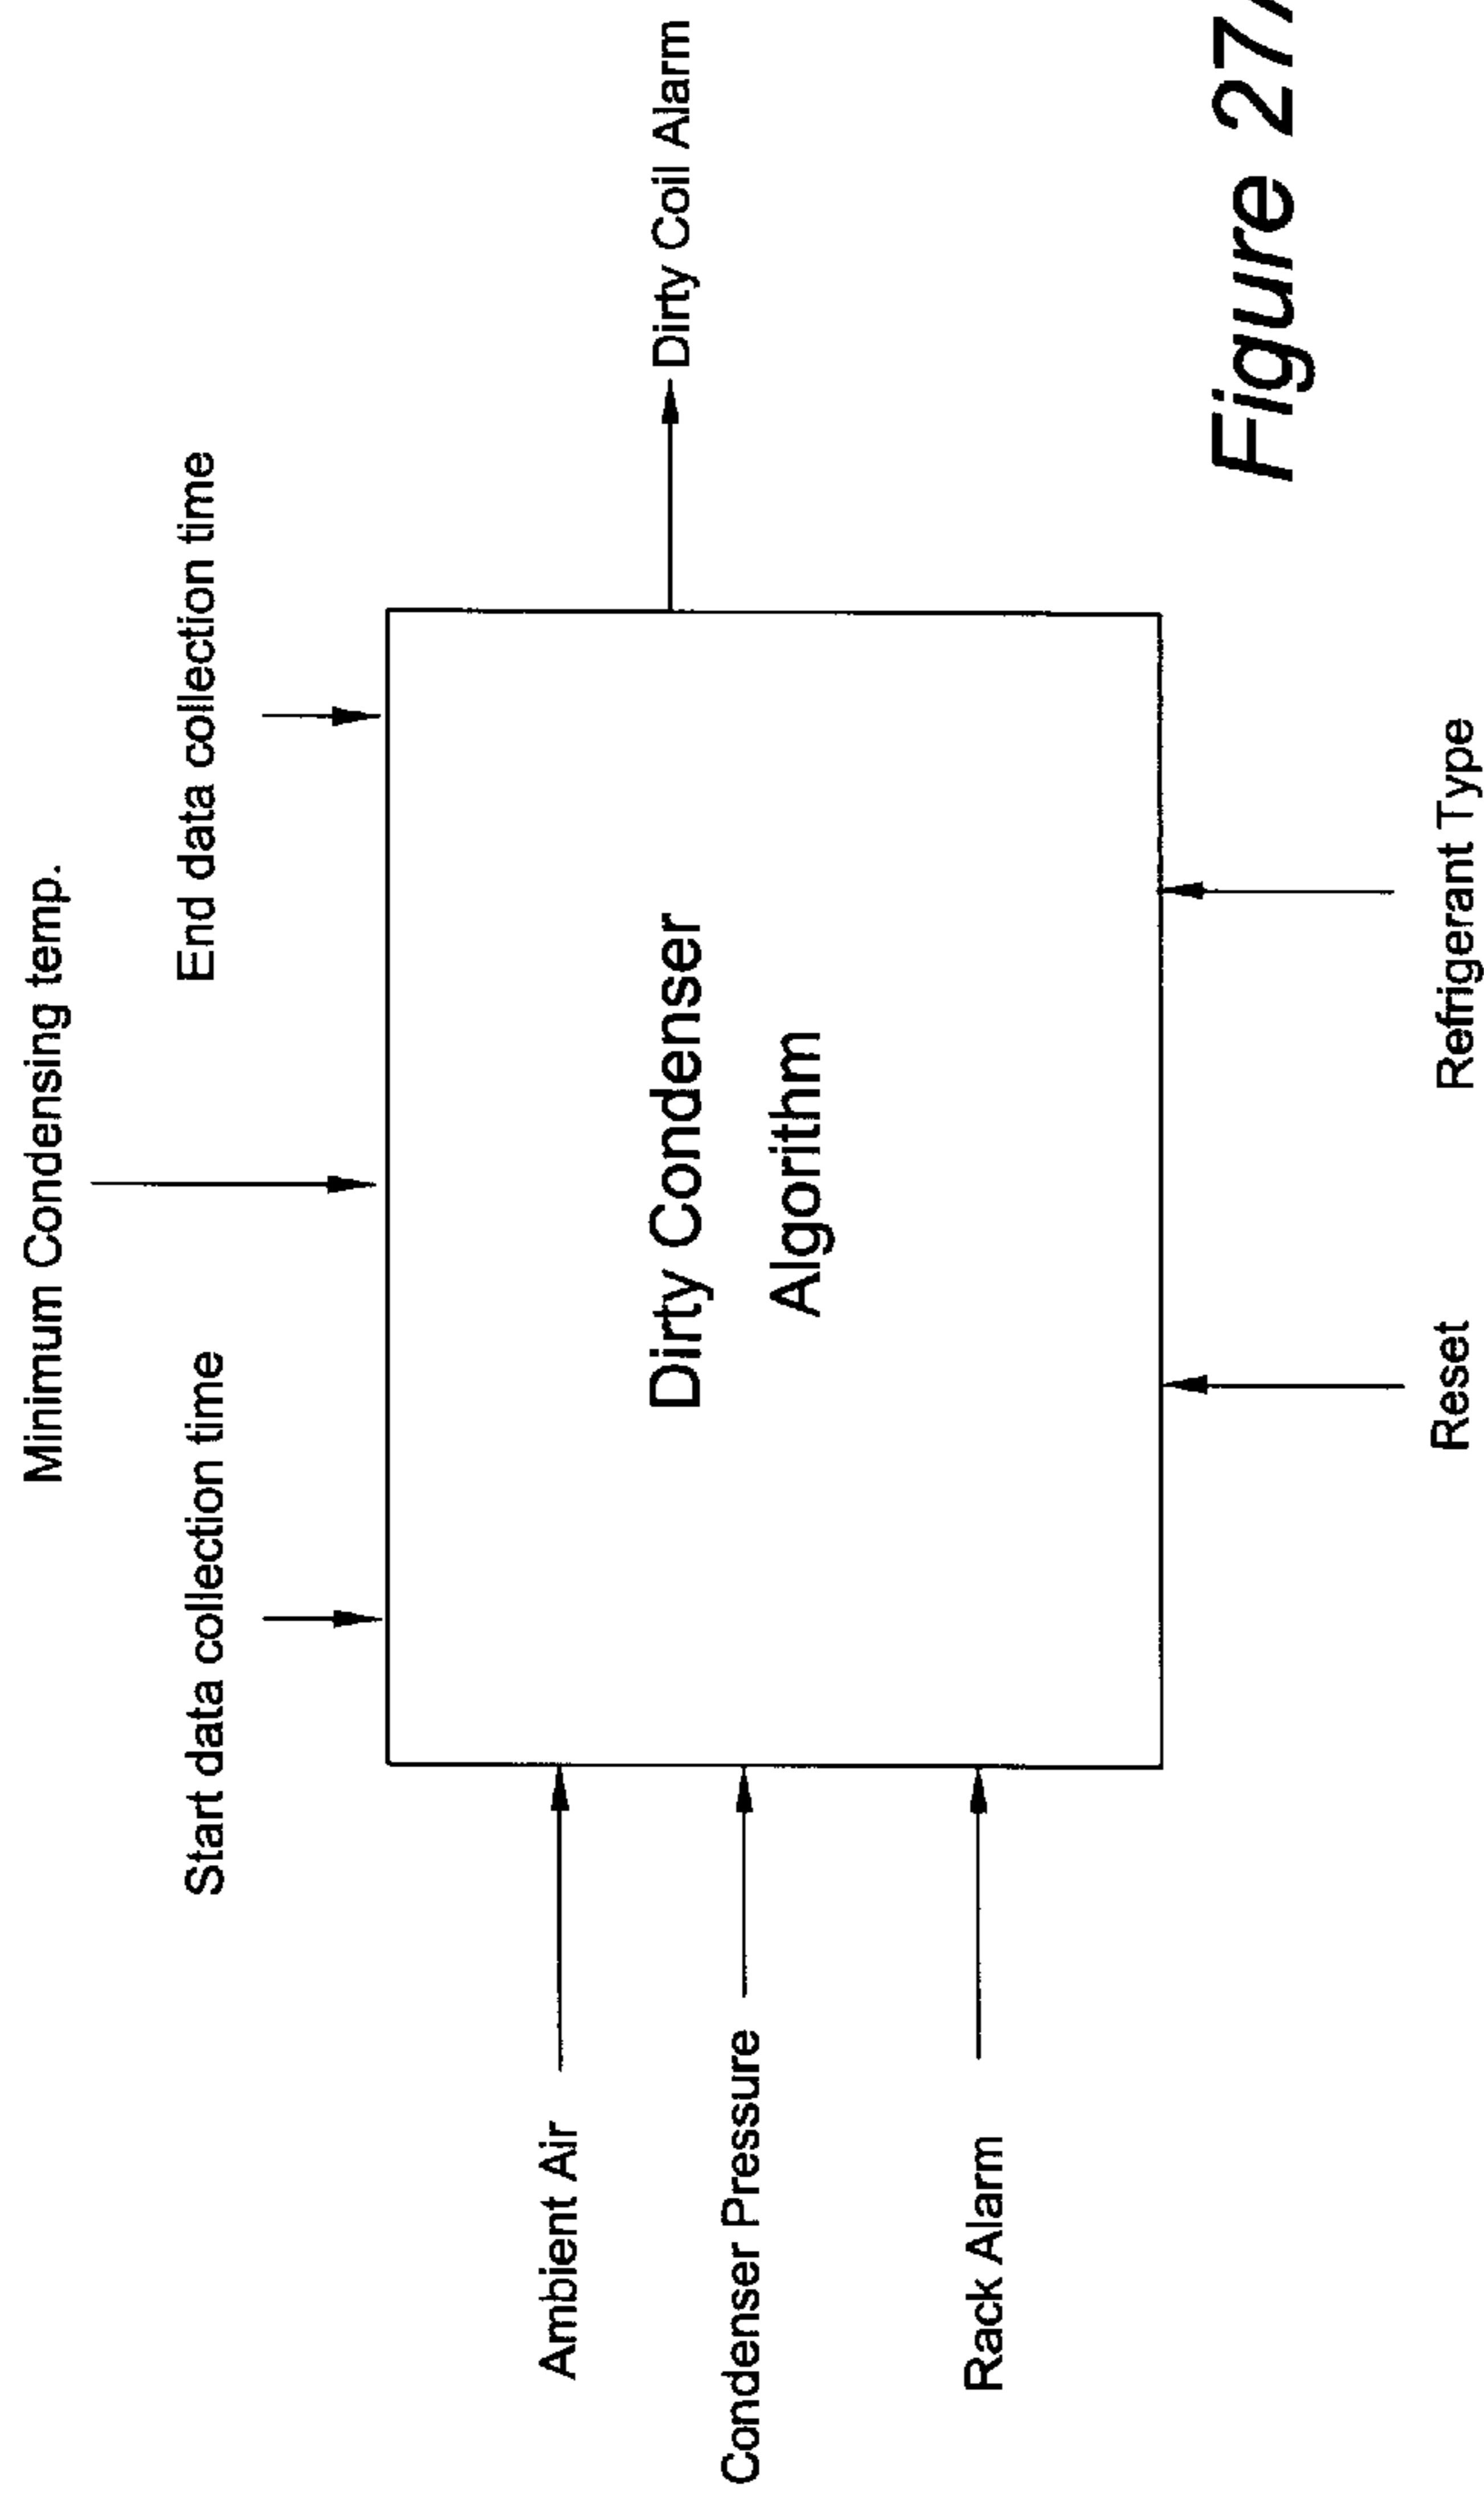 Minimum Condensing temp.
Start data collection time
End data collection time
Ambient Air
Condenser Pressure
Rack Alarm
Dirty Condenser
Algorithm
Dirty Coil Alarm
Reset
Refrigerant Type
Figure 27